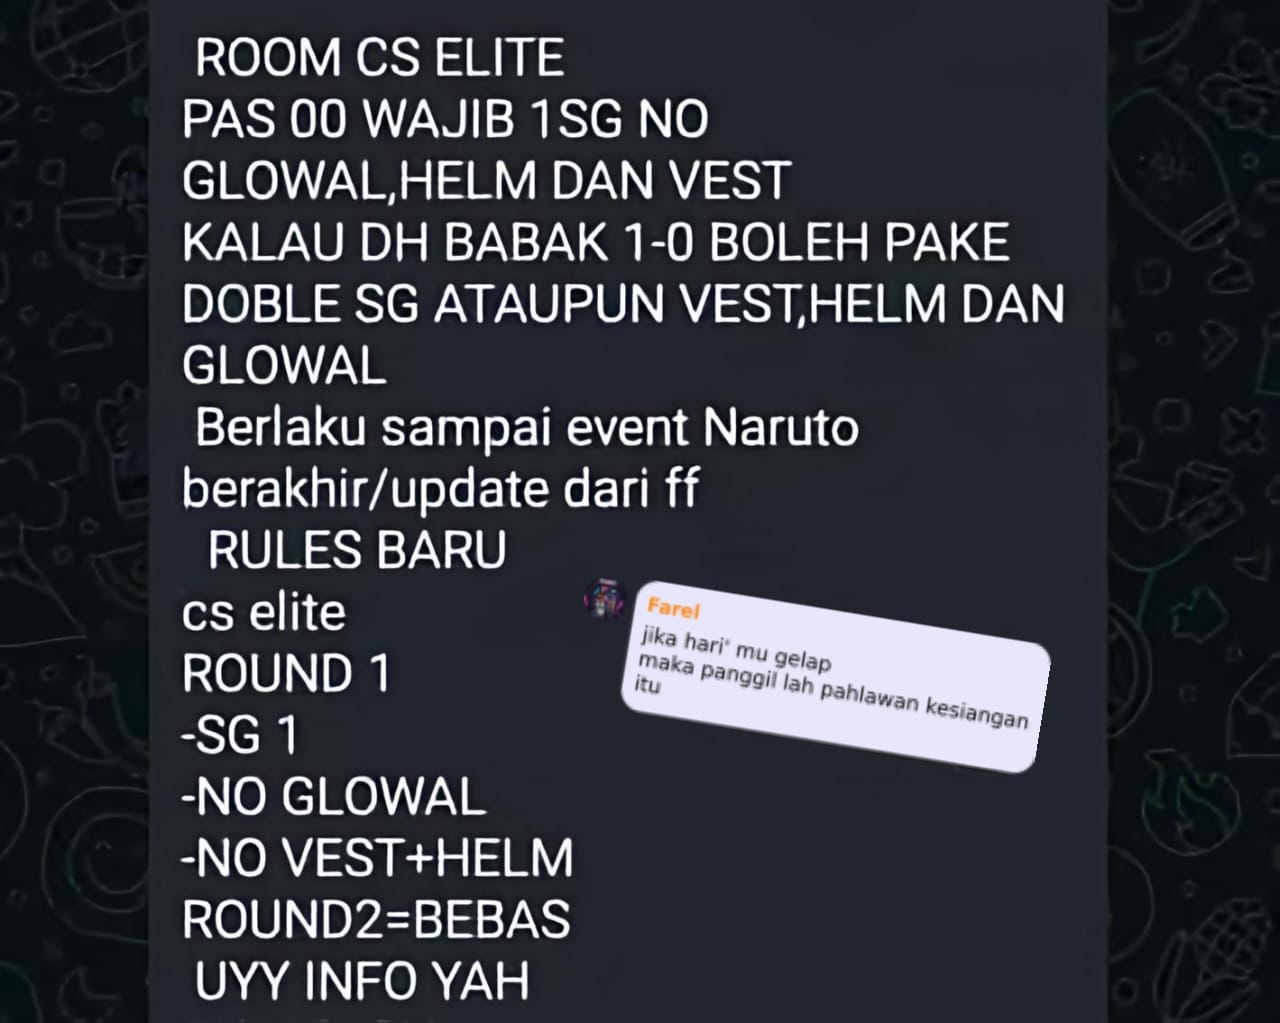 ROOM CS ELITE
PAS 00 WAJIB 1SG NO
GLOWAL,HELM DAN VEST
KALAU DH BABAK 1-0 BOLEH PAKE
DOBLE SG ATAUPUN VEST,HELM DAN
GLOWAL
Berlaku sampai event Naruto
berakhir/update dari ff
RULES BARU
cs elite
ROUND 1
-SG 1
-NO GLOWAL
-NO VEST+HELM
ROUND2=BEBAS
UYY INFO YAH
Farel
jika hari' mu gelap
maka panggil lah pahlawan kesiangan
itu